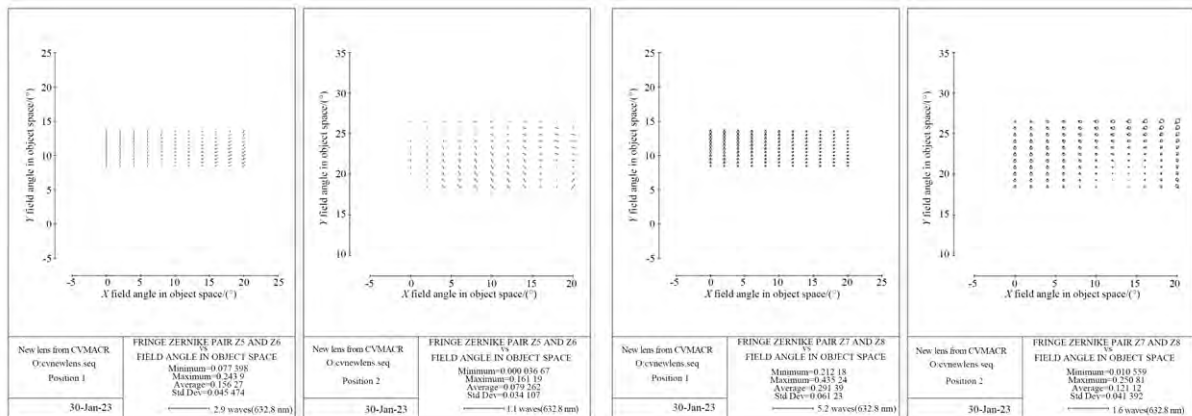 25
20
15
10
5
0
-5
Y field angle in object space/(°)
-5 0 5 10 15 20 25
X field angle in object space/(°)
New lens from CVMACR
O:cvnewlens.seq
Position 1
30-Jan-23
FRINGE ZERNIKE PAIR Z5 AND Z6
VS
FIELD ANGLE IN OBJECT SPACE
Minimum=0.077 398
Maximum=0.243 9
Average=0.156 27
Std Dev=0.045 474
2.9 waves(632.8 nm)
35
30
25
20
15
10
Y field angle in object space/(°)
-5 0 5 10 15 20
X field angle in object space/(°)
New lens from CVMACR
O:cvnewlens.seq
Position 2
30-Jan-23
FRINGE ZERNIKE PAIR Z5 AND Z6
VS
FIELD ANGLE IN OBJECT SPACE
Minimum=0.000 036 67
Maximum=0.161 19
Average=0.079 262
Std Dev=0.034 107
1.1 waves(632.8 nm)
25
20
15
10
5
0
-5
Y field angle in object space/(°)
-5 0 5 10 15 20 25
X field angle in object space/(°)
New lens from CVMACR
O:cvnewlens.seq
Position 1
30-Jan-23
FRINGE ZERNIKE PAIR Z7 AND Z8
VS
FIELD ANGLE IN OBJECT SPACE
Minimum=0.212 18
Maximum=0.435 24
Average=0.291 39
Std Dev=0.061 23
5.2 waves(632.8 nm)
35
30
25
20
15
10
Y field angle in object space/(°)
-5 0 5 10 15 20
X field angle in object space/(°)
New lens from CVMACR
O:cvnewlens.seq
Position 2
30-Jan-23
FRINGE ZERNIKE PAIR Z7 AND Z8
VS
FIELD ANGLE IN OBJECT SPACE
Minimum=0.010 559
Maximum=0.250 81
Average=0.121 12
Std Dev=0.041 392
1.6 waves(632.8 nm)